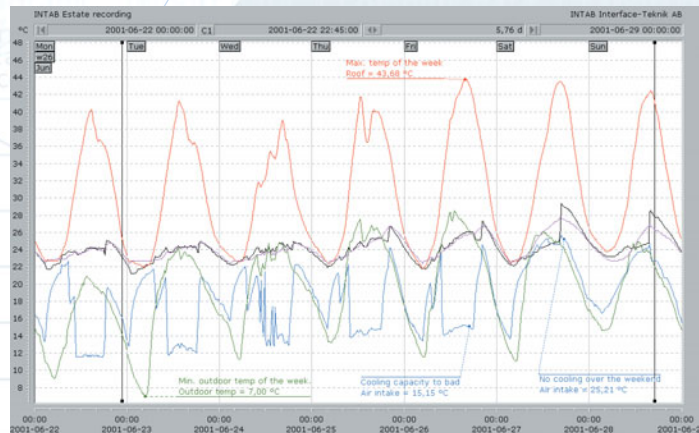 INTAB Estate recording INTAB Interface-Teknik AB
°C 2001-06-22 00:00:00 C1 2001-06-22 22:45:00 5,76 d 2001-06-29 00:00:00
48
46
44
42
40
38
36
34
32
30
28
26
24
22
20
18
16
14
12
10
8
Mon Tue Wed Thu Fri Sat Sun
w26
Jun
Max. temp of the week
Roof = 43,68 °C
Min. outdoor temp of the week.
Outdoor temp = 7,00 °C
Cooling capacity to bad
Air intake = 15,15 °C
No cooling over the weekend
Air intake = 25,21 °C
00:00 00:00 00:00 00:00 00:00 00:00 00:00 00:00
2001-06-22 2001-06-23 2001-06-24 2001-06-25 2001-06-26 2001-06-27 2001-06-28 2001-06-